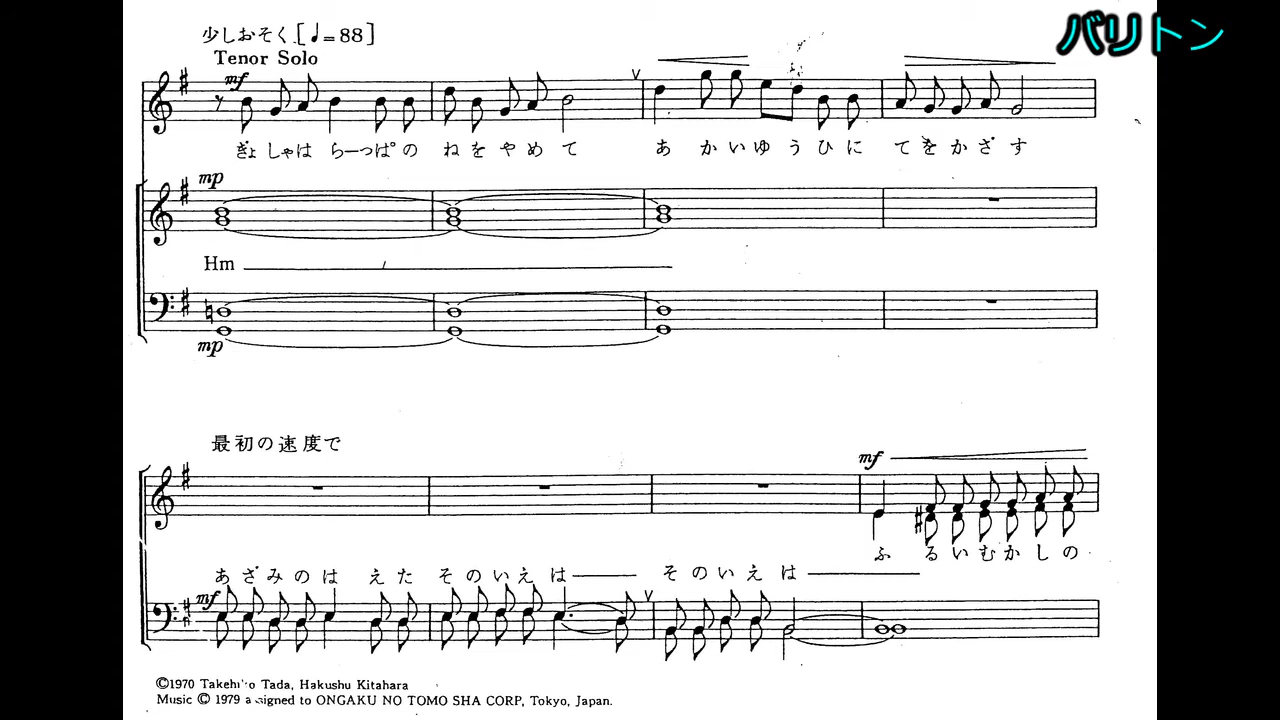 バリトン
少しおそく [♩=88]
Tenor Solo
mf
ぎょ しゃ は ら ー っ ぱ の ね を や め て あ か い ゆ う ひ に て を か ざ す
mp
Hm
mp
最初の速度で
mf
ふ る い む か し の
あ ざ み の は え た そ の い え は そ の い え は
mf
©1970 Takehiko Tada, Hakushu Kitahara
Music © 1979 assigned to ONGAKU NO TOMO SHA CORP, Tokyo, Japan.